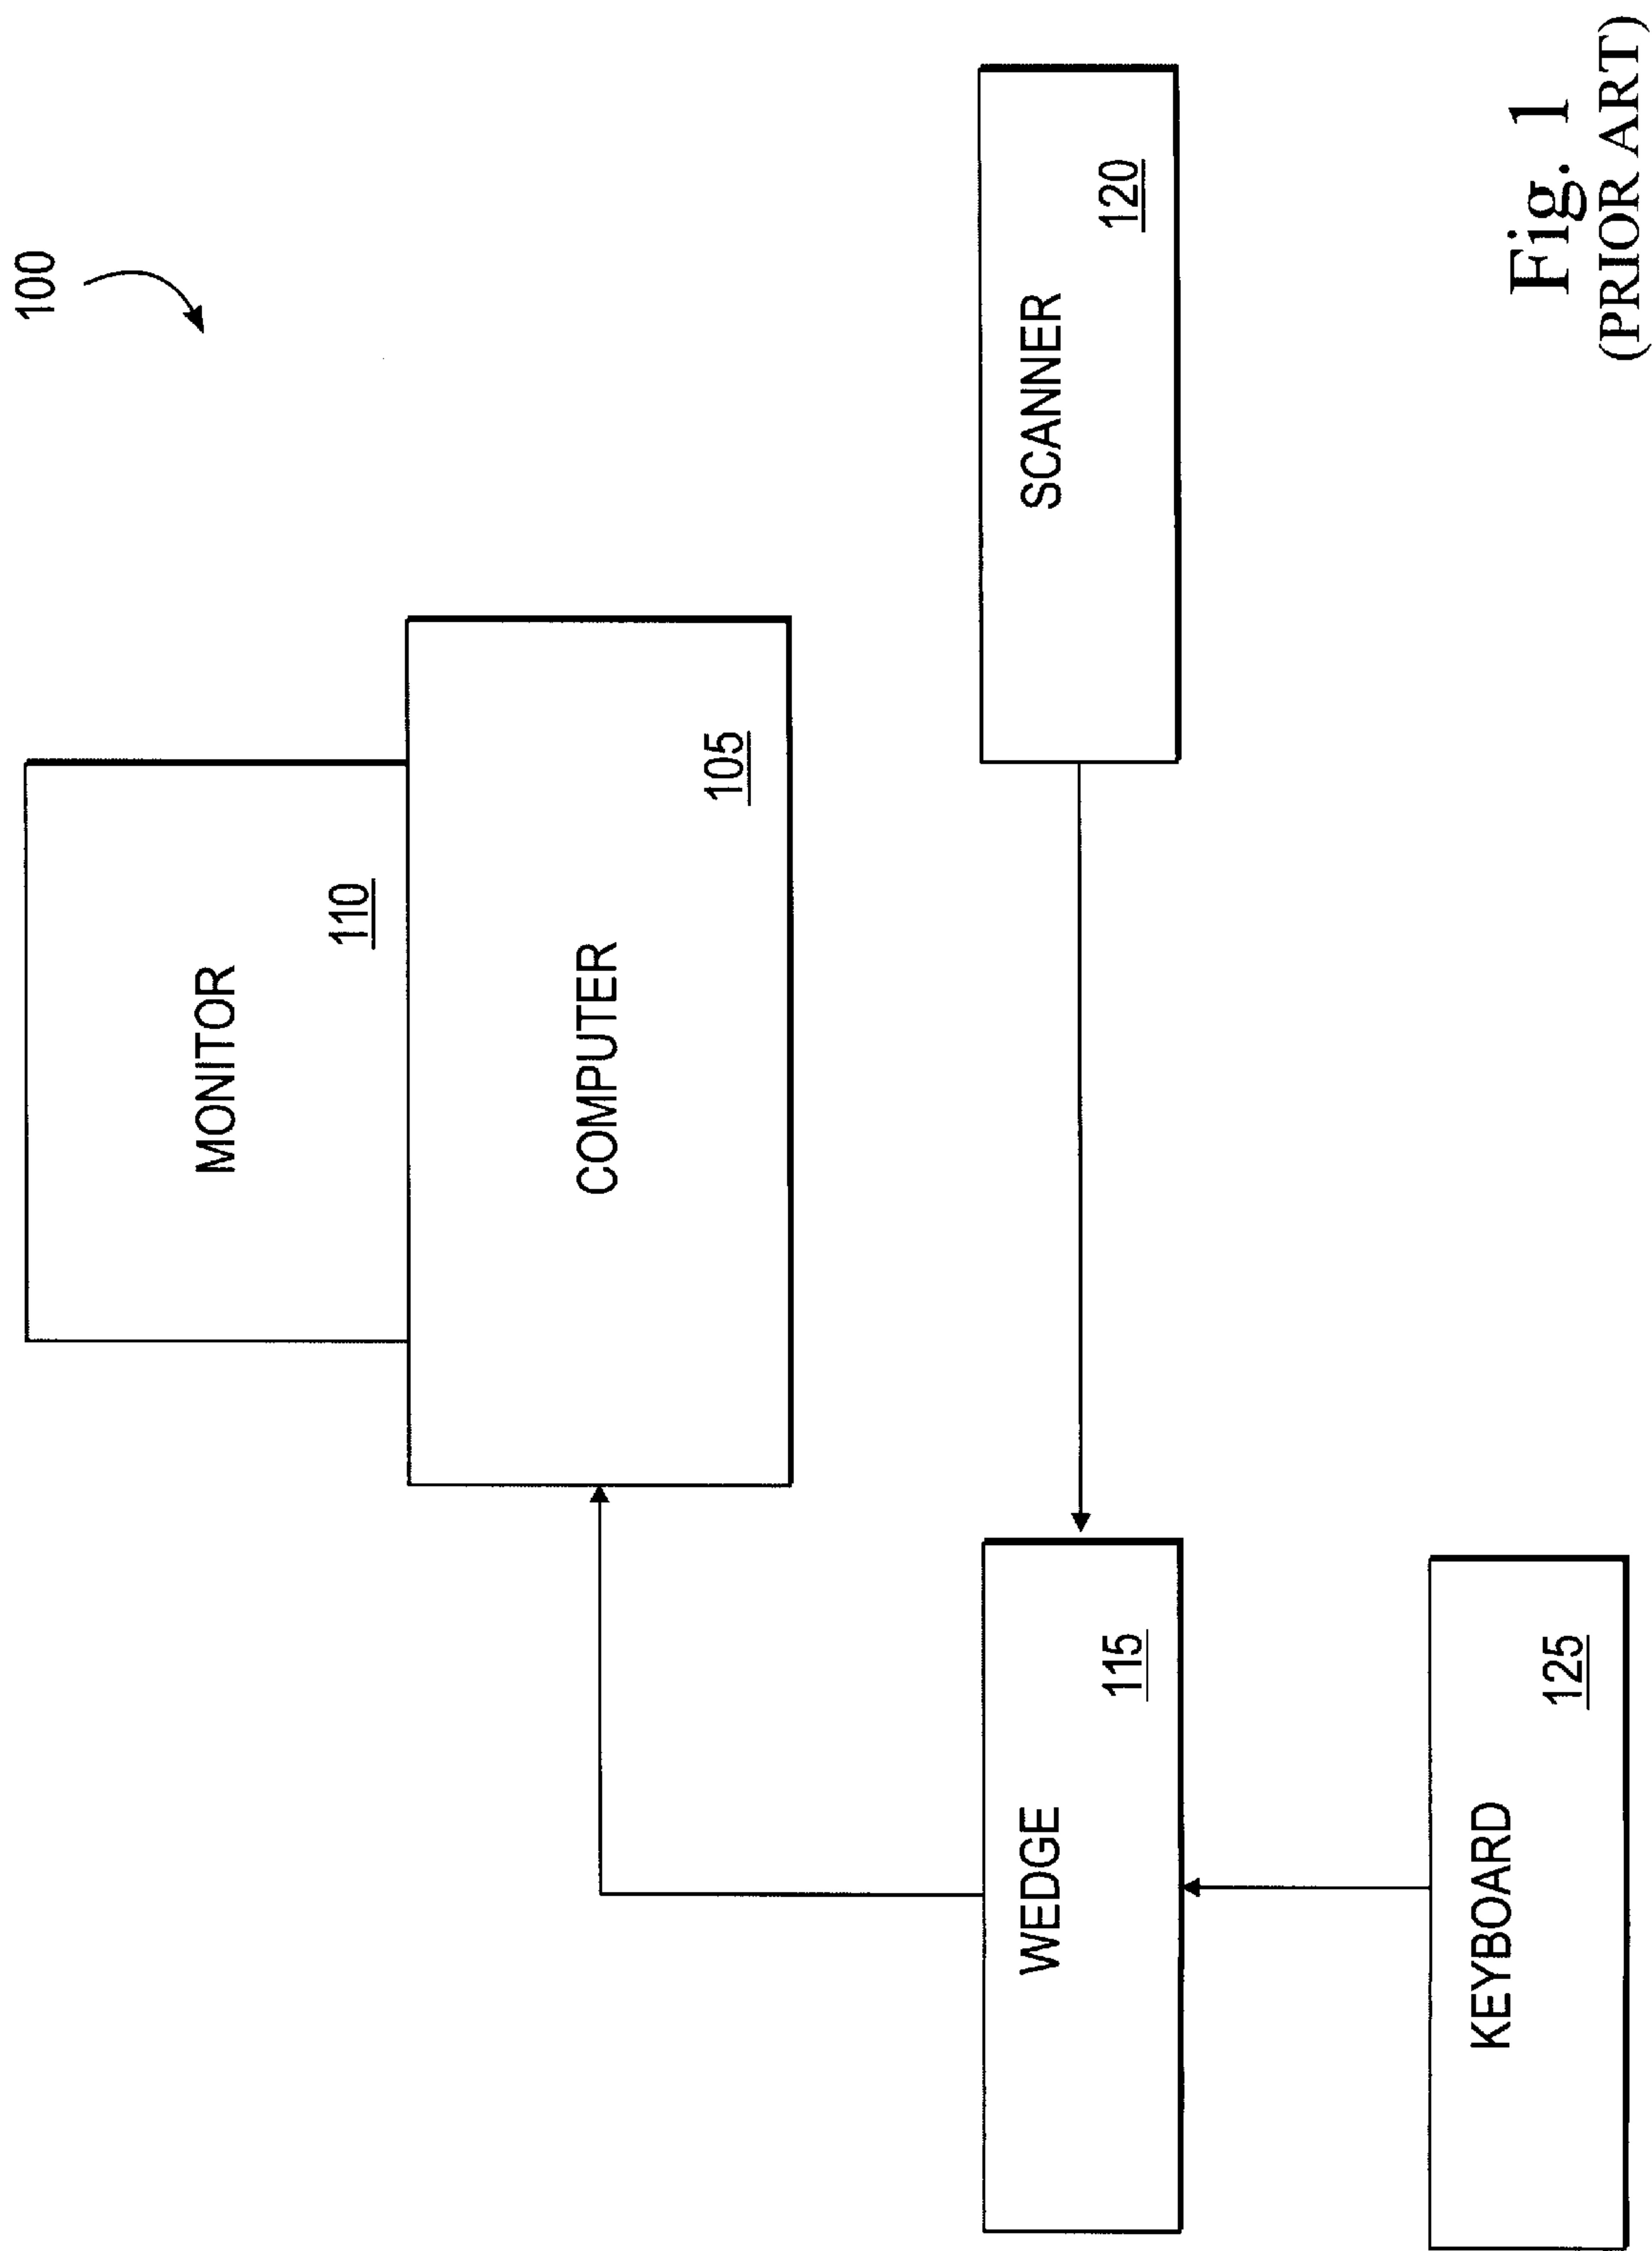 100
MONITOR
110
COMPUTER
105
WEDGE
115
SCANNER
120
KEYBOARD
125
Fig. 1
(PRIOR ART)